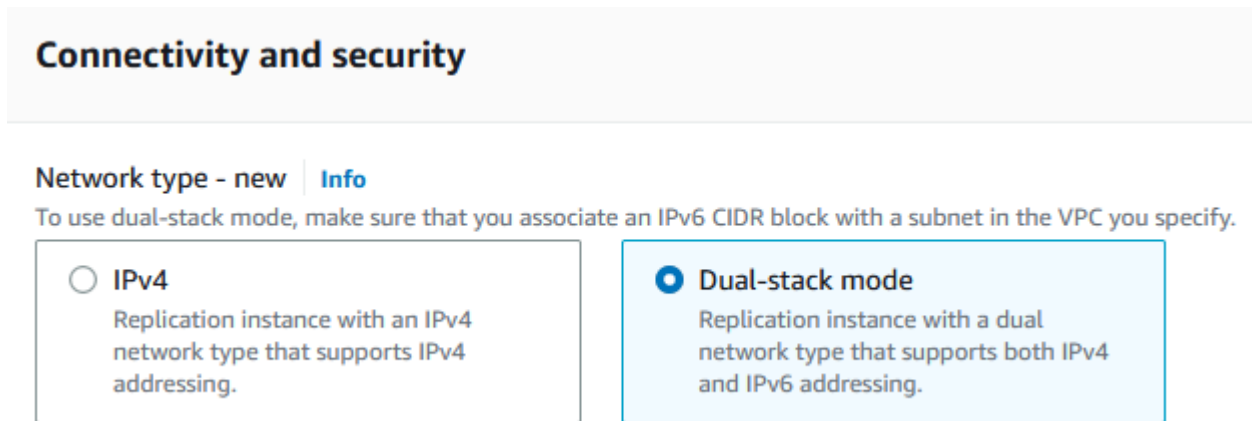 Connectivity and security
Network type - new Info
To use dual-stack mode, make sure that you associate an IPv6 CIDR block with a subnet in the VPC you specify.
IPv4
Replication instance with an IPv4
network type that supports IPv4
addressing.
Dual-stack mode
Replication instance with a dual
network type that supports both IPv4
and IPv6 addressing.